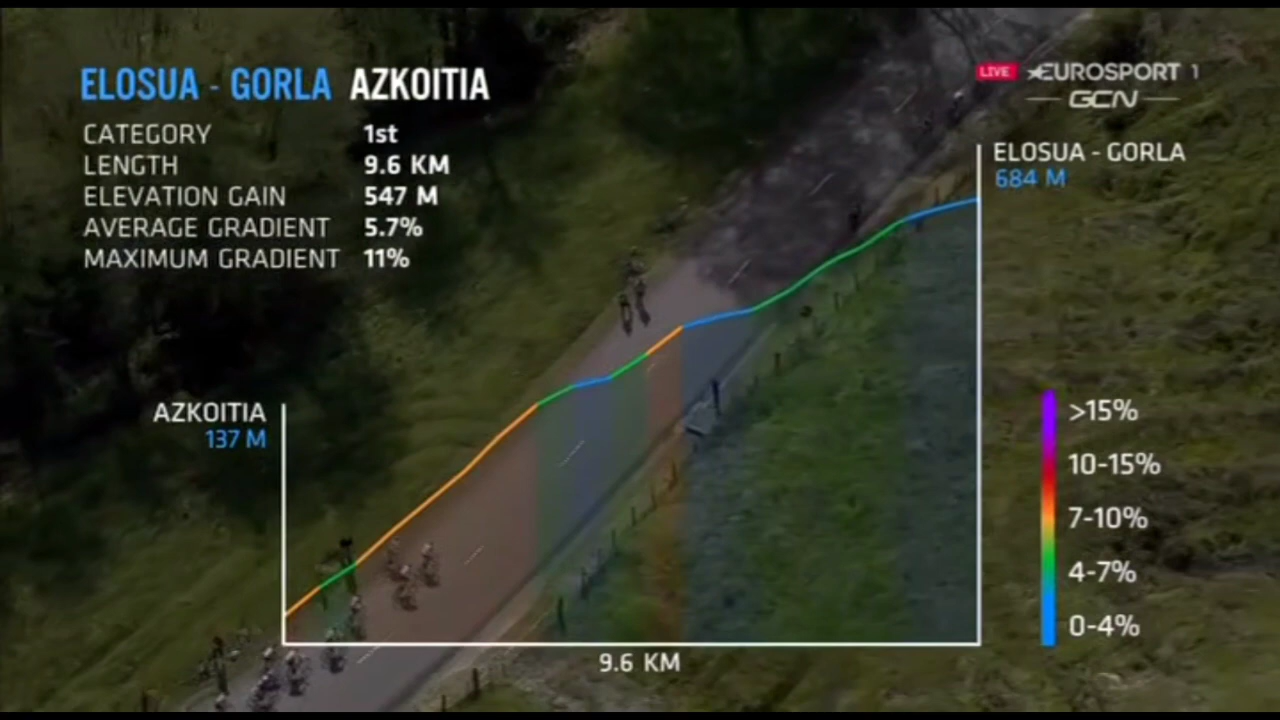 ELOSUA - GORLA AZKOITIA
CATEGORY 1st
LENGTH 9.6 KM
ELEVATION GAIN 547 M
AVERAGE GRADIENT 5.7%
MAXIMUM GRADIENT 11%
LIVE EUROSPORT 1
GCN
ELOSUA - GORLA
684 M
AZKOITIA
137 M
>15%
10-15%
7-10%
4-7%
0-4%
9.6 KM